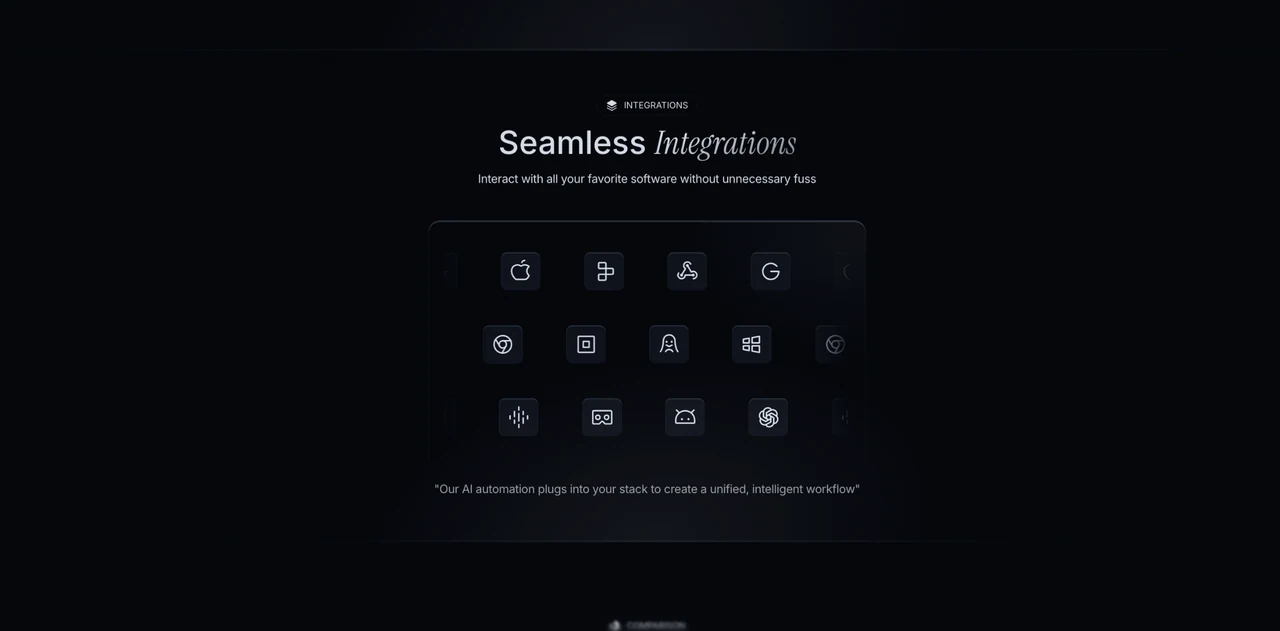 INTEGRATIONS
Seamless Integrations
Interact with all your favorite software without unnecessary fuss
"Our AI automation plugs into your stack to create a unified, intelligent workflow"
COMPARISON